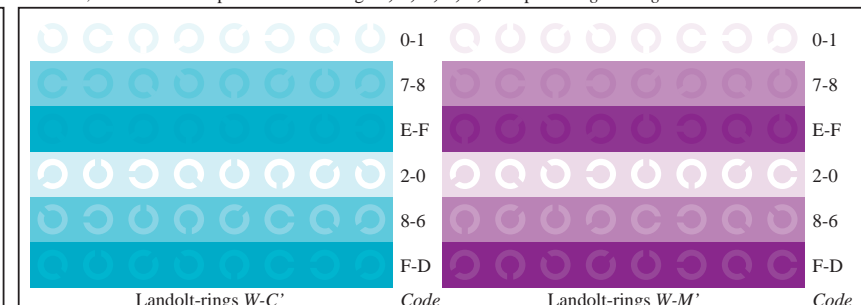 0-1 0-1
7-8 7-8
E-F E-F
2-0 2-0
8-6 8-6
F-D F-D
Landolt-rings W-C’ Code Landolt-rings W-M’ Code